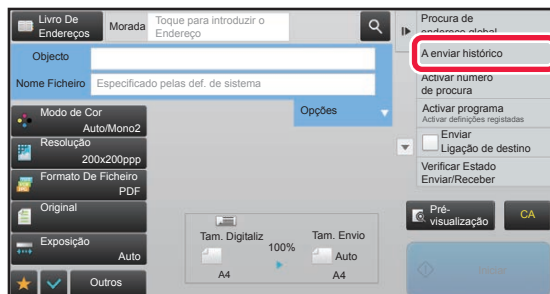 Livro De
Endereços
Morada
Toque para introduzir o
Endereço
Objecto
Nome Ficheiro
Especificado pelas def. de sistema
Opções
Modo de Cor
Auto/Mono2
Resolução
200x200ppp
Formato De Ficheiro
PDF
Original
Exposição
Auto
Outros
Tam. Digitaliz
100%
Tam. Envio
Auto
A4
A4
Procura de
endereço global
A enviar histórico
Activar número
de procura
Activar programa
Activar definições registadas
Enviar
Ligação de destino
Verificar Estado
Enviar/Receber
Pré-
visualização
CA